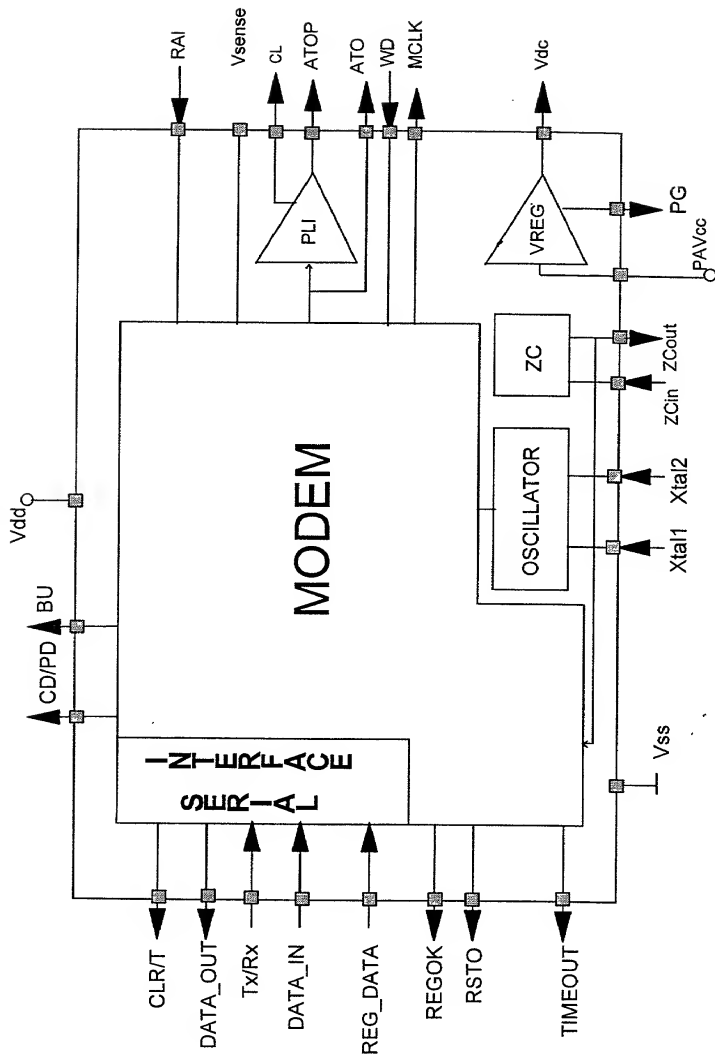 CD/PD
BU
Vdd
CLR/T
DATA_OUT
Tx/Rx
DATA_IN
REG_DATA
REGOK
RSTO
TIMEOUT
SERIAL
INTERFACE
MODEM
RAI
Vsense
CL
ATOP
ATO
WD
MCLK
Vdc
PLI
VREG
ZC
OSCILLATOR
Vss
Xtal1
Xtal2
ZCin
ZCout
PAVcc
PG